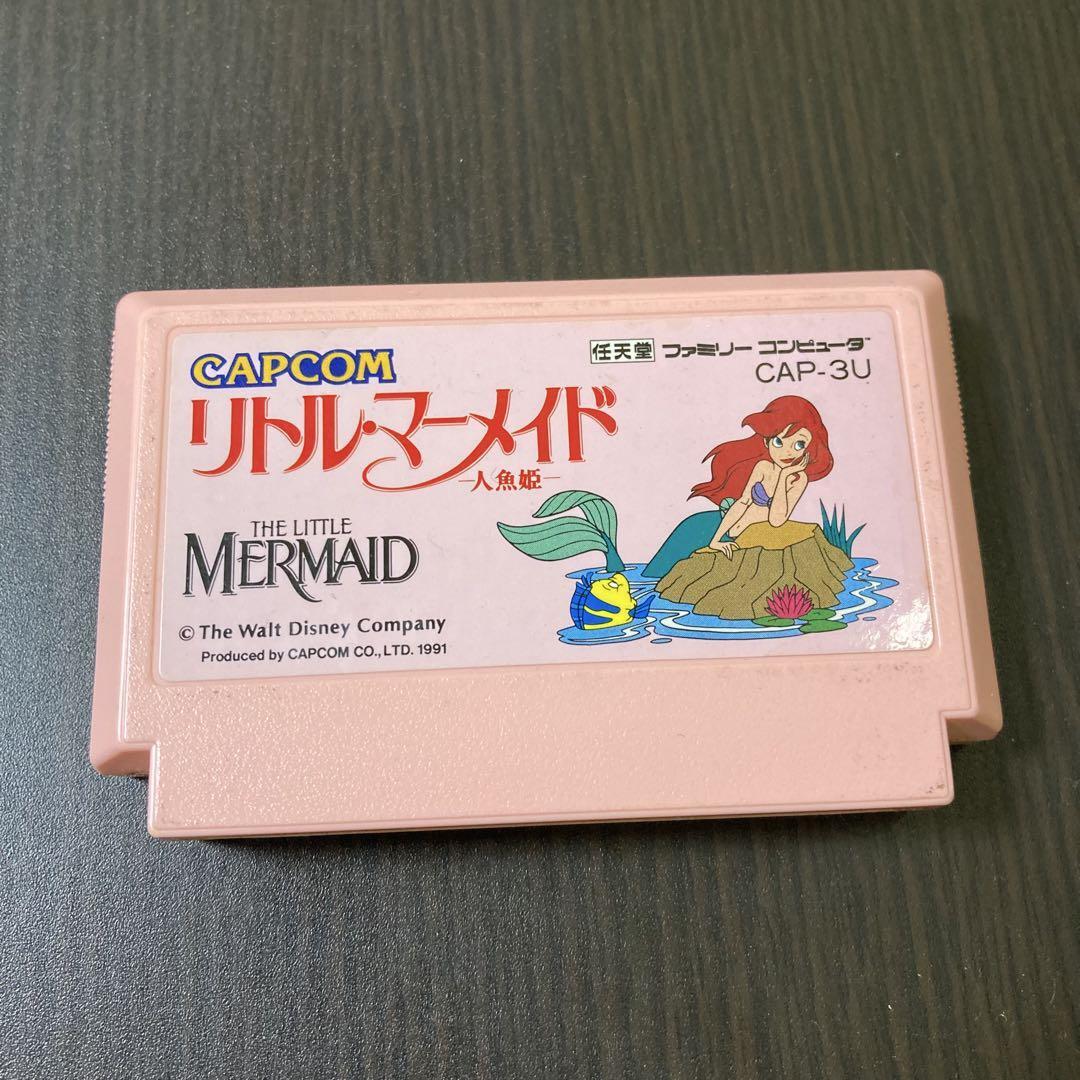 CAPCOM
任天堂 ファミリー コンピュータ
CAP-3U
リトル・マーメイド
―人魚姫―
THE LITTLE
MERMAID
© The Walt Disney Company
Produced by CAPCOM CO., LTD. 1991